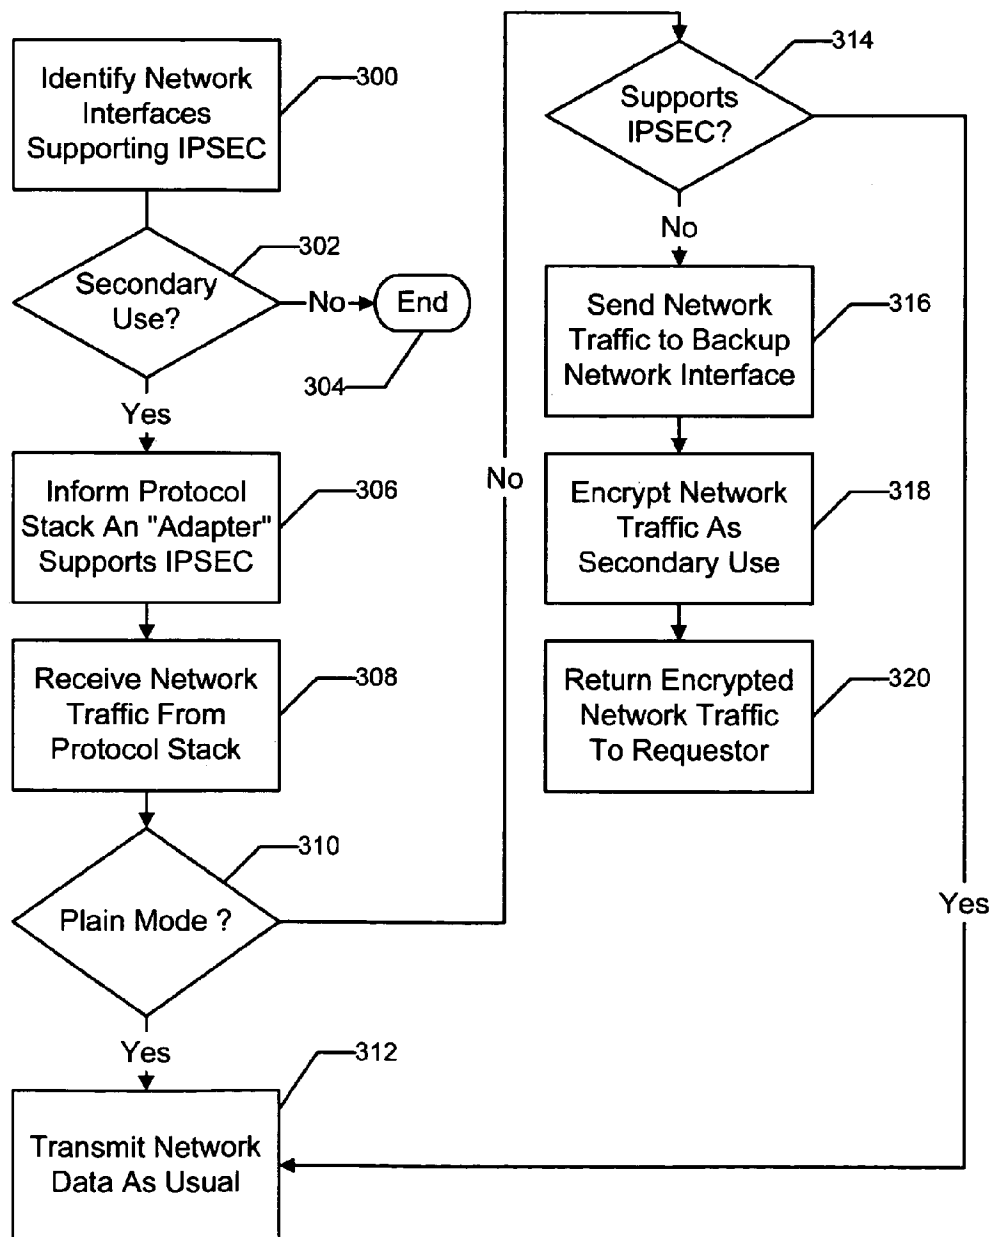 Identify Network
Interfaces
Supporting IPSEC
300
Secondary
Use?
302
No
End
304
Yes
Inform Protocol
Stack An "Adapter"
Supports IPSEC
306
Receive Network
Traffic From
Protocol Stack
308
Plain Mode ?
310
No
Yes
Transmit Network
Data As Usual
312
Supports
IPSEC?
314
No
Yes
Send Network
Traffic to Backup
Network Interface
316
Encrypt Network
Traffic As
Secondary Use
318
Return Encrypted
Network Traffic
To Requestor
320